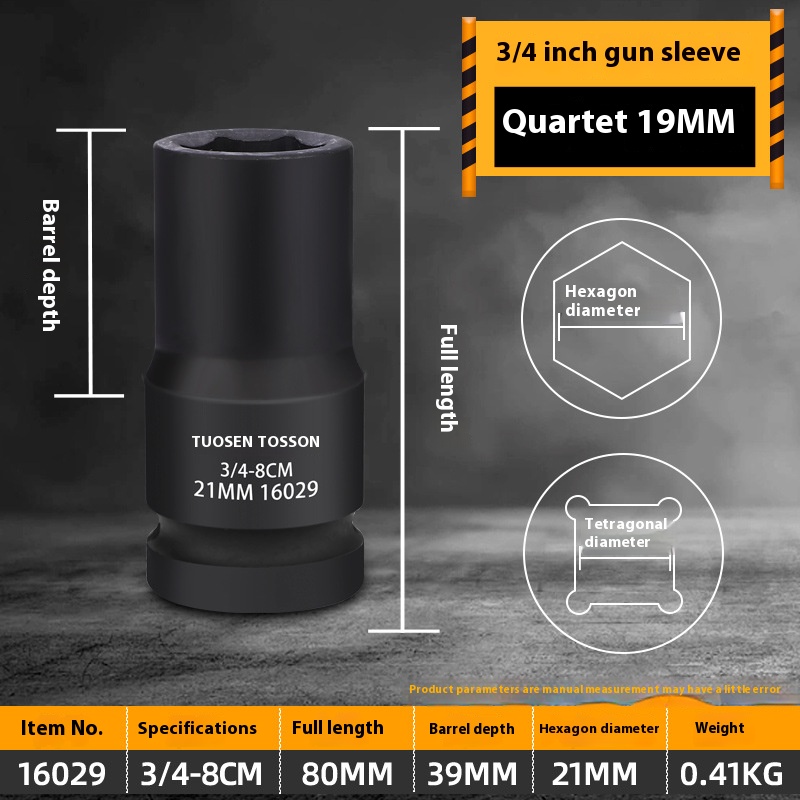 3/4 inch gun sleeve
Quartet 19MM
Barrel depth
Full length
Hexagon
diameter
TUOSEN TOSSON
3/4-8CM
21MM 16029
Tetragonal
diameter
Product parameters are manual measurement may have a little error.
Item No. Specifications Full length Barrel depth Hexagon diameter Weight
16029 3/4-8CM 80MM 39MM 21MM 0.41KG